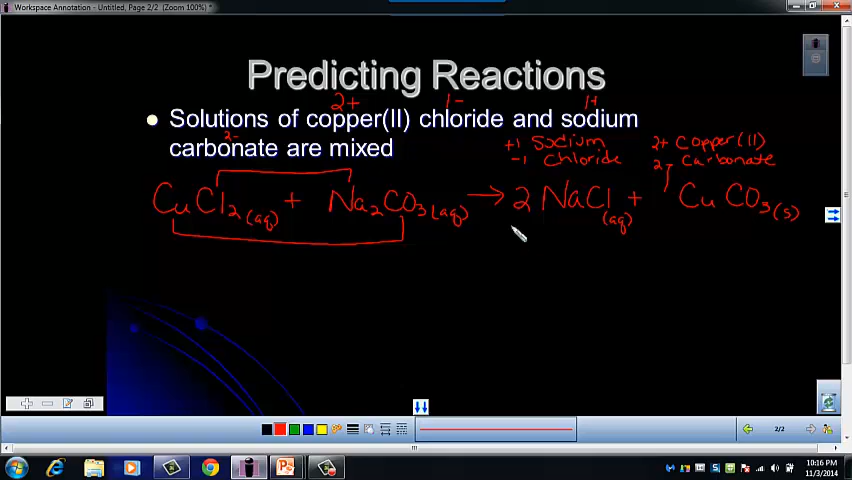 Workspace Annotation - Untitled, Page 2/2 (Zoom 100%) *
Predicting Reactions
2+ 1- 1+
Solutions of copper(II) chloride and sodium
2-
carbonate are mixed
+1 Sodium
-1 Chloride
2+ Copper (II)
2- Carbonate
CuCl2 (aq) + Na2CO3 (aq) → 2 NaCl (aq) + CuCO3 (s)
2/2
10:16 PM
11/3/2014